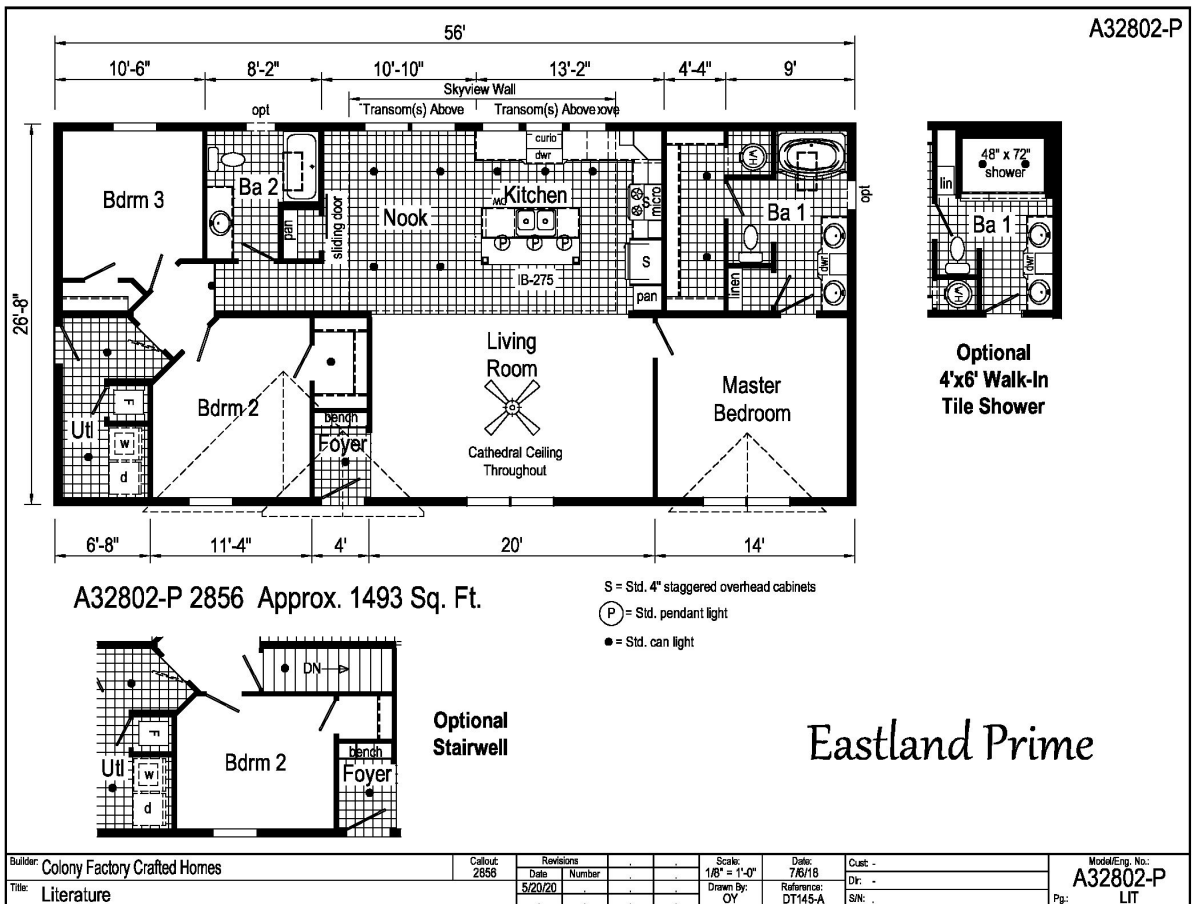 A32802-P
56'
10'-6"
8'-2"
10'-10"
13'-2"
4'-4"
9'
Skyview Wall
opt
Transom(s) Above
Transom(s) Above
26'-8"
curio
dwr
WH
Bdrm 3
Ba 2
Kitchen
OW
S
micro
Nook
pan
sliding door
Ba 1
opt
P P P
IB-275
S
pan
linen
dwr
48" x 72"
shower
lin
Ba 1
dwr
WH
Optional
4'x6' Walk-In
Tile Shower
Living
Room
Cathedral Ceiling
Throughout
Master
Bedroom
Bdrm 2
bench
Foyer
Utl
F
w
d
6'-8"
11'-4"
4'
20'
14'
A32802-P 2856 Approx. 1493 Sq. Ft.
S = Std. 4" staggered overhead cabinets
P = Std. pendant light
= Std. can light
DN
Utl
F
w
d
Bdrm 2
bench
Foyer
Optional
Stairwell
Eastland Prime
Builder: Colony Factory Crafted Homes
Title: Literature
Callout:
2856
Revisions
Date Number
5/20/20
Scale:
1/8" = 1'-0"
Drawn By:
OY
Date:
7/6/18
Reference:
DT145-A
Cust: -
Dlr: -
S/N: .
Model/Eng. No.:
A32802-P
Pg.: LIT